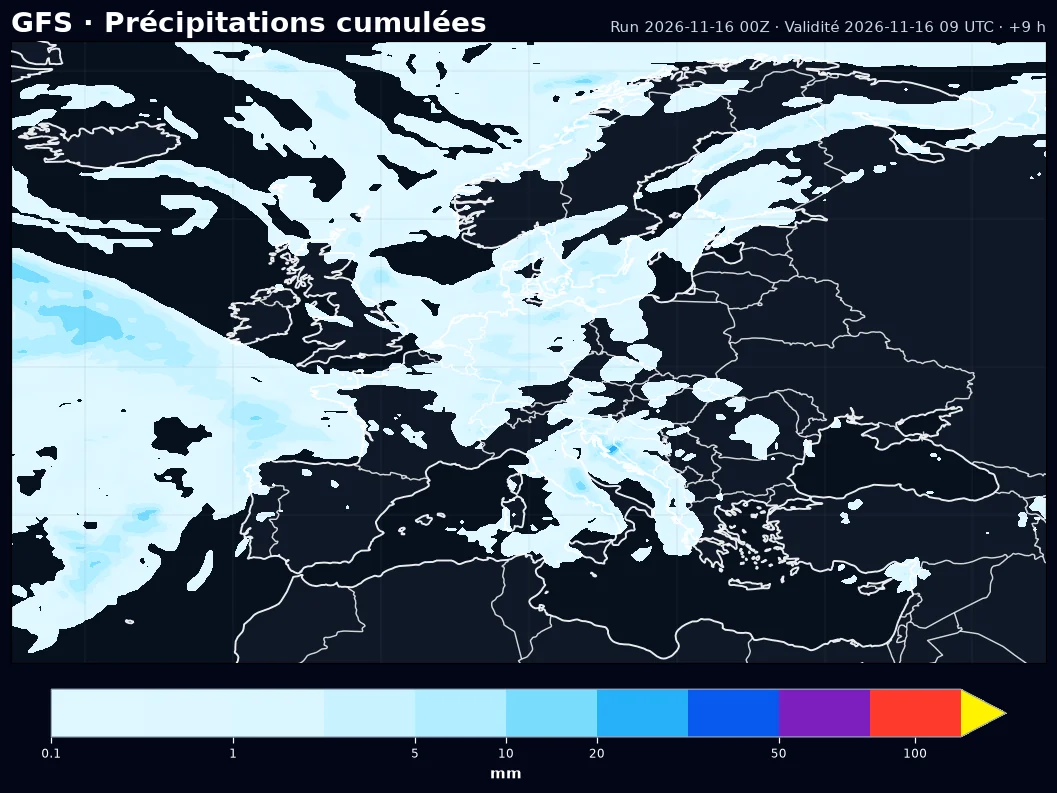 GFS · Précipitations cumulées
Run 2026-11-16 00Z · Validité 2026-11-16 09 UTC · +9 h
0.1 1 5 10 20 50 100
mm